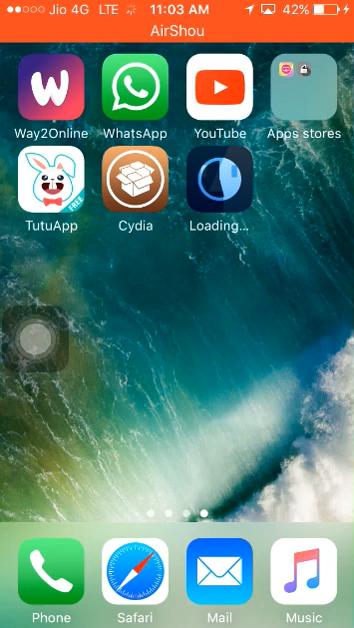 Jio 4G LTE 11:03 AM 42%
AirShou
Way2Online WhatsApp YouTube Apps stores
FREE
TutuApp Cydia Loading...
Phone Safari Mail Music